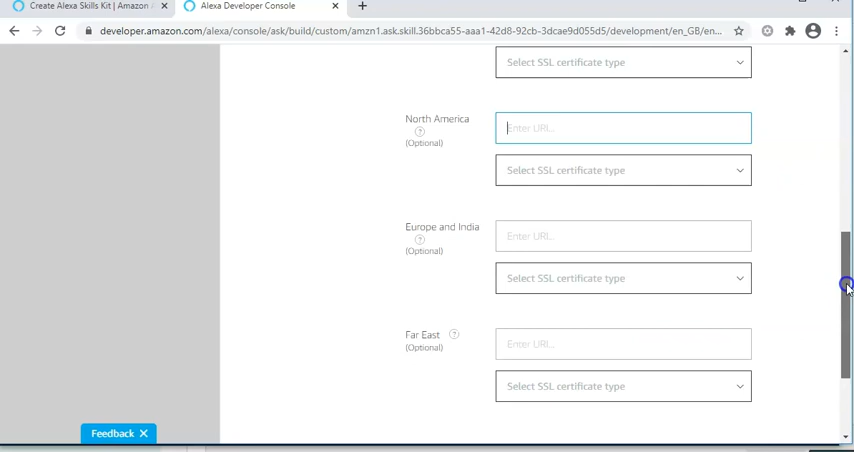 Create Alexa Skills Kit | Amazon A
Alexa Developer Console
developer.amazon.com/alexa/console/ask/build/custom/amzn1.ask.skill.36bbca55-aaa1-42d8-92cb-3dcae9d055d5/development/en_GB/en...
Select SSL certificate type
North America
Enter URI...
?
(Optional)
Select SSL certificate type
Europe and India
Enter URI...
?
(Optional)
Select SSL certificate type
Far East ?
Enter URI...
(Optional)
Select SSL certificate type
Feedback